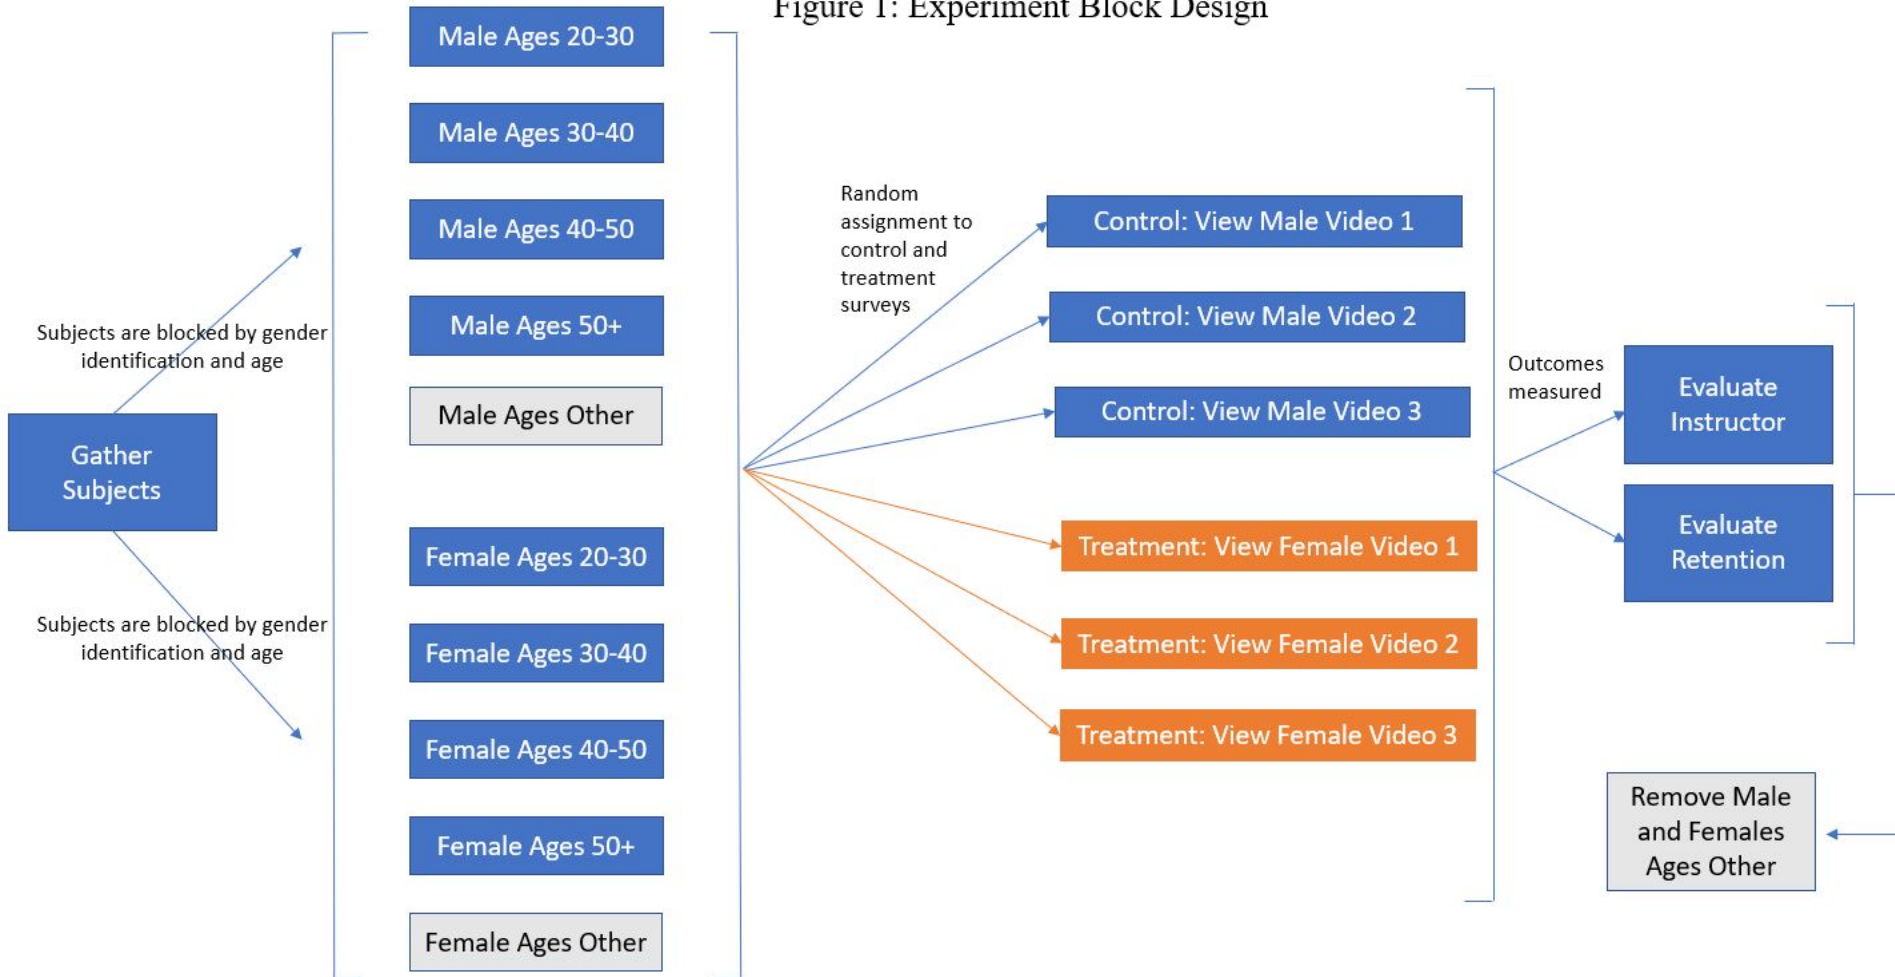 Figure 1: Experiment Block Design
Subjects are blocked by gender
identification and age
Gather
Subjects
Subjects are blocked by gender
identification and age
Male Ages 20-30
Male Ages 30-40
Male Ages 40-50
Male Ages 50+
Male Ages Other
Female Ages 20-30
Female Ages 30-40
Female Ages 40-50
Female Ages 50+
Female Ages Other
Random
assignment to
control and
treatment
surveys
Control: View Male Video 1
Control: View Male Video 2
Control: View Male Video 3
Treatment: View Female Video 1
Treatment: View Female Video 2
Treatment: View Female Video 3
Outcomes
measured
Evaluate
Instructor
Evaluate
Retention
Remove Male
and Females
Ages Other